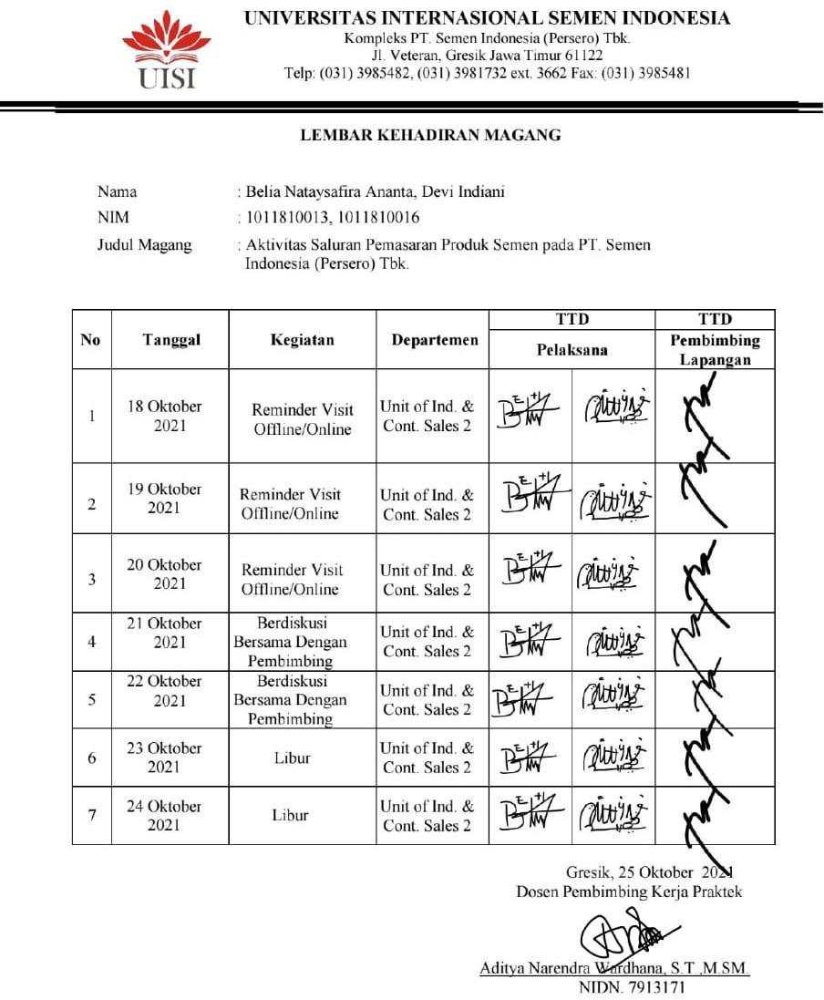 UNIVERSITAS INTERNASIONAL SEMEN INDONESIA
Kompleks PT. Semen Indonesia (Persero) Tbk.
Jl. Veteran, Gresik Jawa Timur 61122
Telp: (031) 3985482, (031) 3981732 ext. 3662 Fax: (031) 3985481
UISI
LEMBAR KEHADIRAN MAGANG
Nama : Belia Nataysafira Ananta, Devi Indiani
NIM : 1011810013, 1011810016
Judul Magang : Aktivitas Saluran Pemasaran Produk Semen pada PT. Semen
Indonesia (Persero) Tbk.
No Tanggal Kegiatan Departemen TTD TTD
Pelaksana Pembimbing
Lapangan
1 18 Oktober Reminder Visit Unit of Ind. &
2021 Offline/Online Cont. Sales 2
2 19 Oktober Reminder Visit Unit of Ind. &
2021 Offline/Online Cont. Sales 2
3 20 Oktober Reminder Visit Unit of Ind. &
2021 Offline/Online Cont. Sales 2
4 21 Oktober Berdiskusi Unit of Ind. &
2021 Bersama Dengan Cont. Sales 2
Pembimbing
5 22 Oktober Berdiskusi Unit of Ind. &
2021 Bersama Dengan Cont. Sales 2
Pembimbing
6 23 Oktober Libur Unit of Ind. &
2021 Cont. Sales 2
7 24 Oktober Libur Unit of Ind. &
2021 Cont. Sales 2
Gresik, 25 Oktober 2021
Dosen Pembimbing Kerja Praktek
Aditya Narendra Wardhana, S.T ,M.SM.
NIDN. 7913171